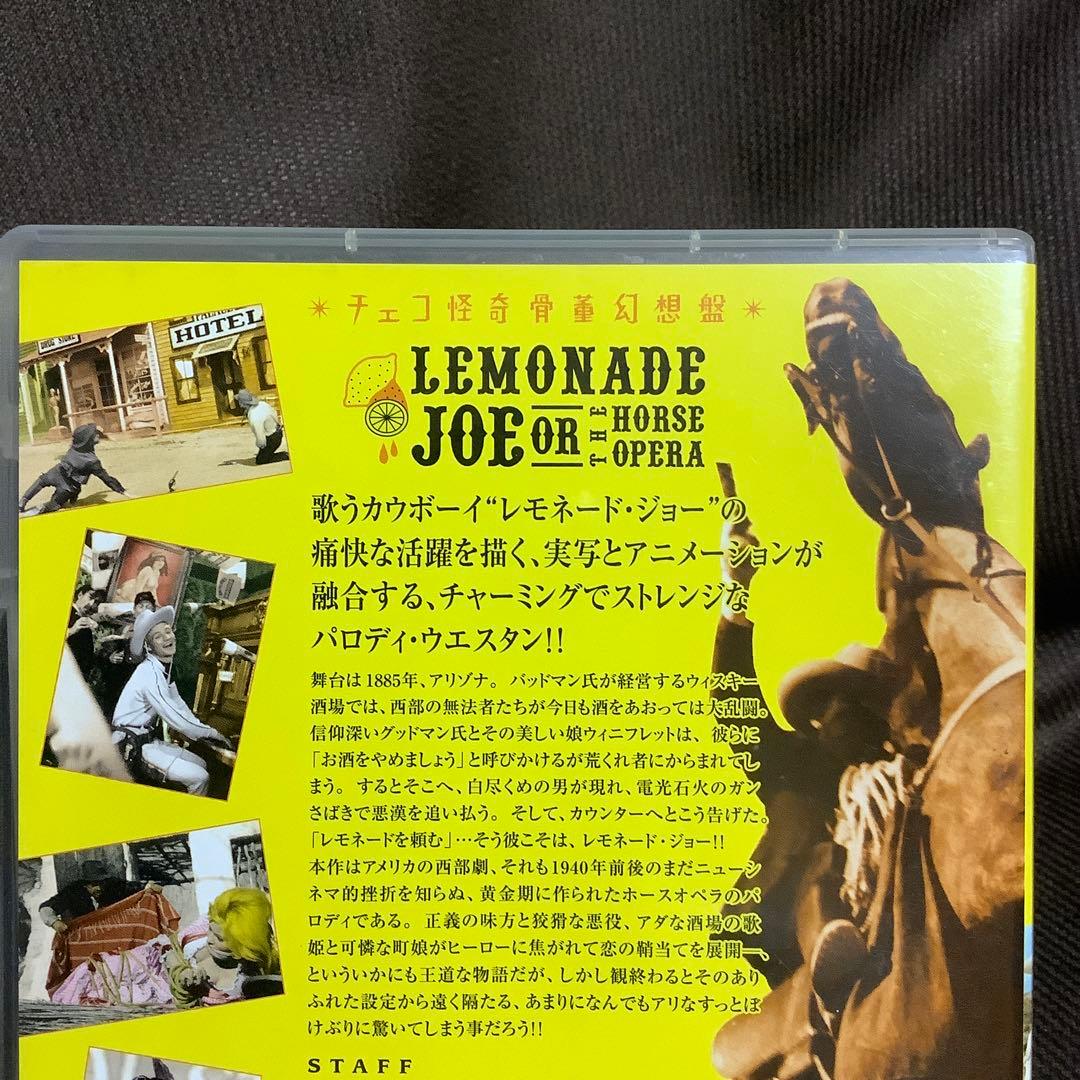 ✴チェコ怪奇骨董幻想盤✴
LEMONADE
JOE OR THE HORSE OPERA
DRUG STORE
PALACE
HOTEL
歌うカウボーイ“レモネード・ジョー”の
痛快な活躍を描く、実写とアニメーションが
融合する、チャーミングでストレンジな
パロディ・ウエスタン!!
舞台は1885年、アリゾナ。バッドマン氏が経営するウィスキー
酒場では、西部の無法者たちが今日も酒をあおっては大乱闘。
信仰深いグッドマン氏とその美しい娘ウィニフレットは、彼らに
「お酒をやめましょう」と呼びかけるが荒くれ者にからまれてし
まう。するとそこへ、白尽くめの男が現れ、電光石火のガン
さばきで悪漢を追い払う。そして、カウンターへとこう告げた。
「レモネードを頼む」…そう彼こそは、レモネード・ジョー!!
本作はアメリカの西部劇、それも1940年前後のまだニューシ
ネマ的挫折を知らぬ、黄金期に作られたホースオペラのパ
ロディである。正義の味方と狡猾な悪役、アダな酒場の歌
姫と可憐な町娘がヒーローに焦がれて恋の鞘当てを展開―、
といういかにも王道な物語だが、しかし観終わるとそのあり
ふれた設定から遠く隔たる、あまりになんでもアリなすっとぼ
けぶりに驚いてしまう事だろう!!
STAFF